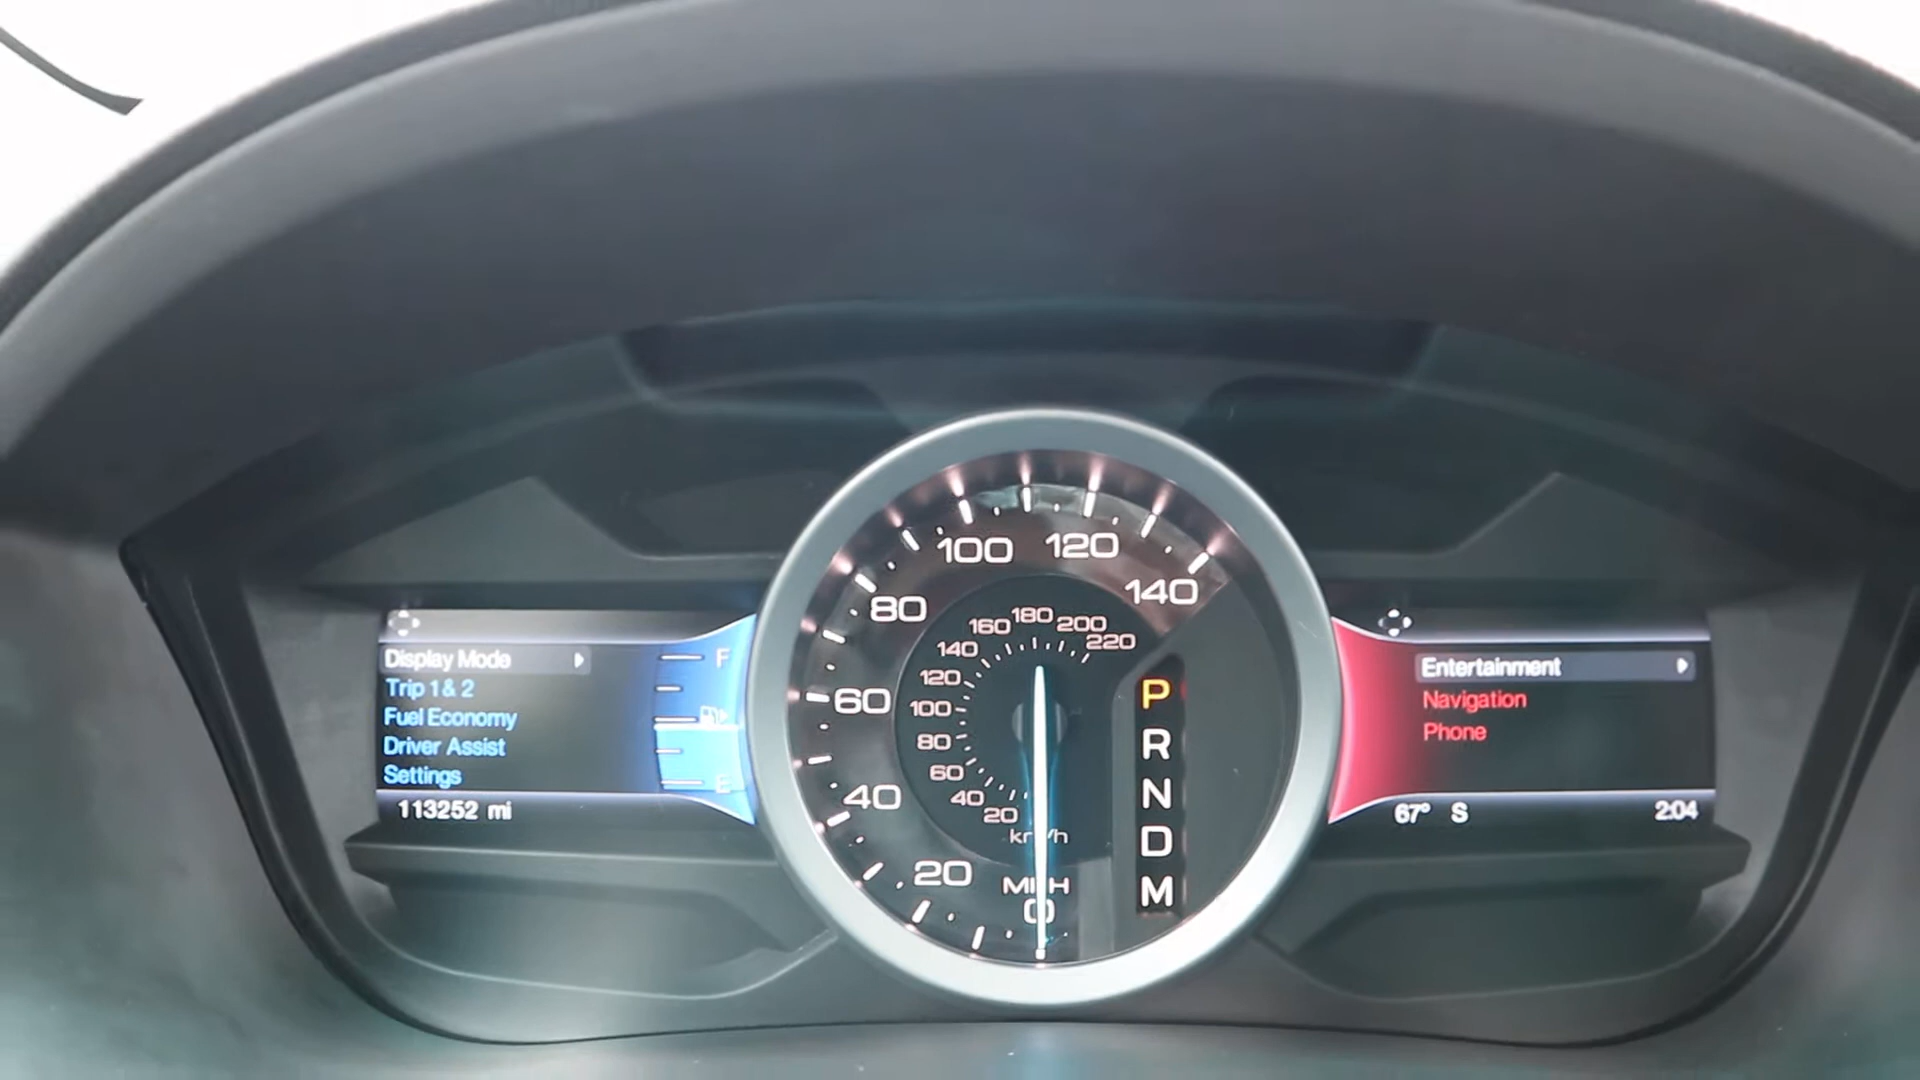 Display Mode
Trip 1 & 2
Fuel Economy
Driver Assist
Settings
113252 mi
F
E
0
20
40
60
80
100
120
140
MPH
20
40
60
80
100
120
140
160
180
200
220
km/h
P
R
N
D
M
Entertainment
Navigation
Phone
67° S
2:04